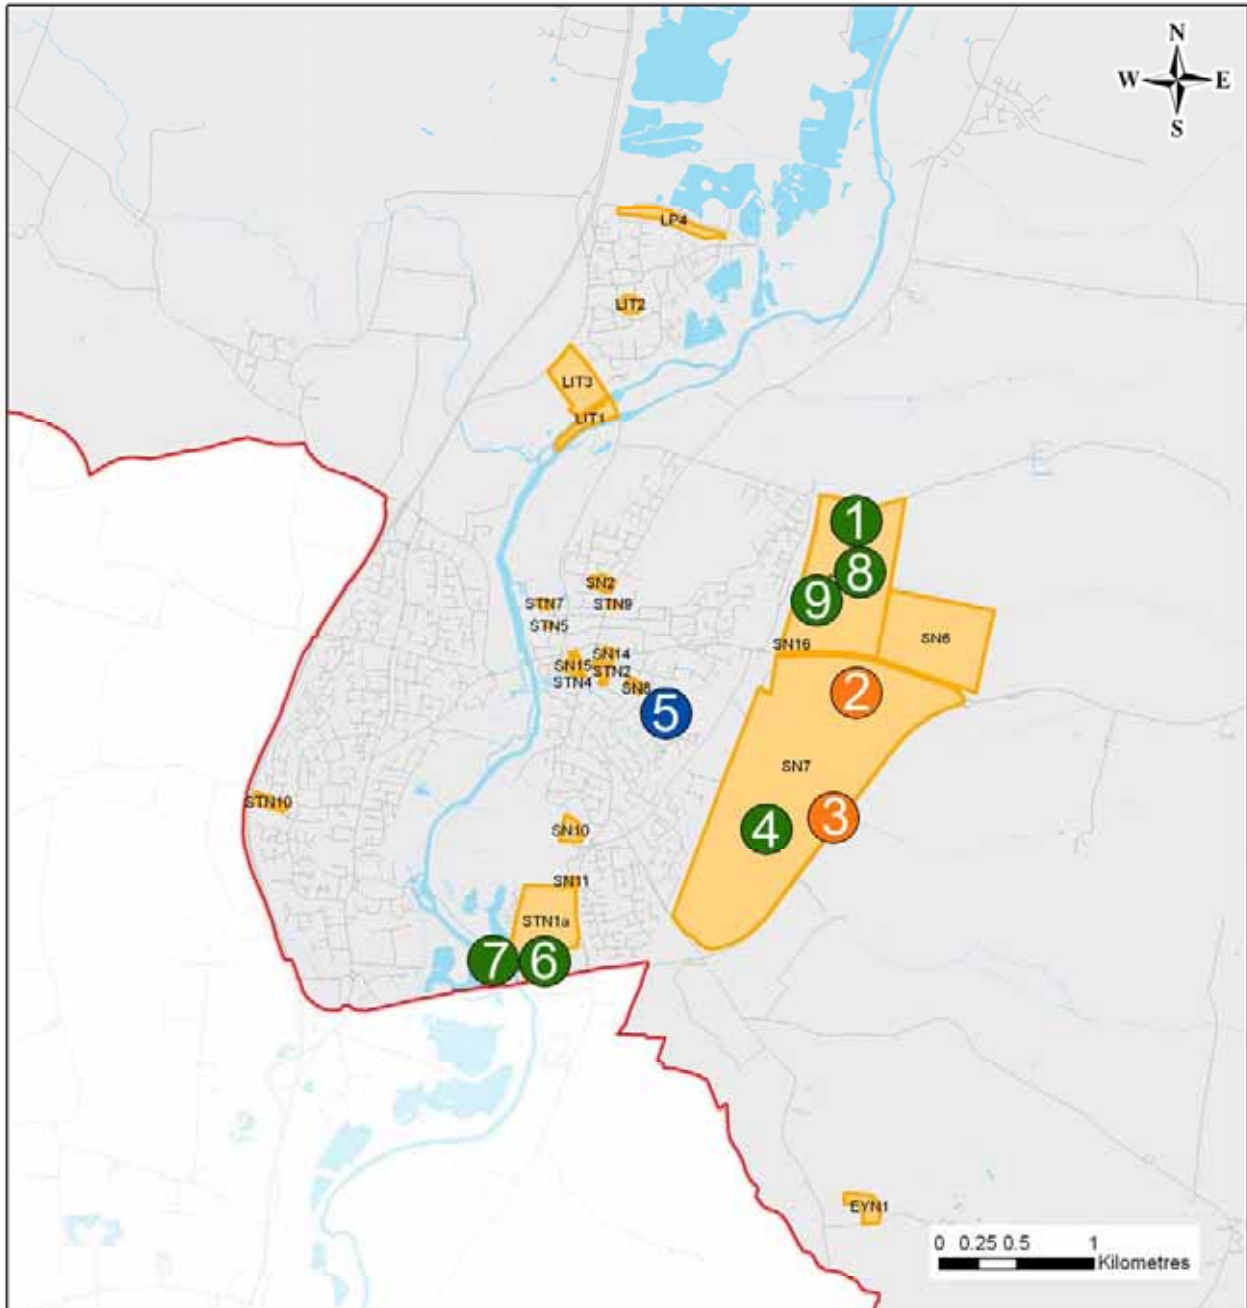 N
W E
S
LP4
LIT2
LIT3
LIT1
1
8
9
SN2
STN7 STN9
STN5
SN16
SN6
SN14
SN15 STN2
STN4
SN8
2
5
SN7
STN10
3
4
SN10
SN11
STN1a
7 6
EYN1
0 0.25 0.5 1
Kilometres